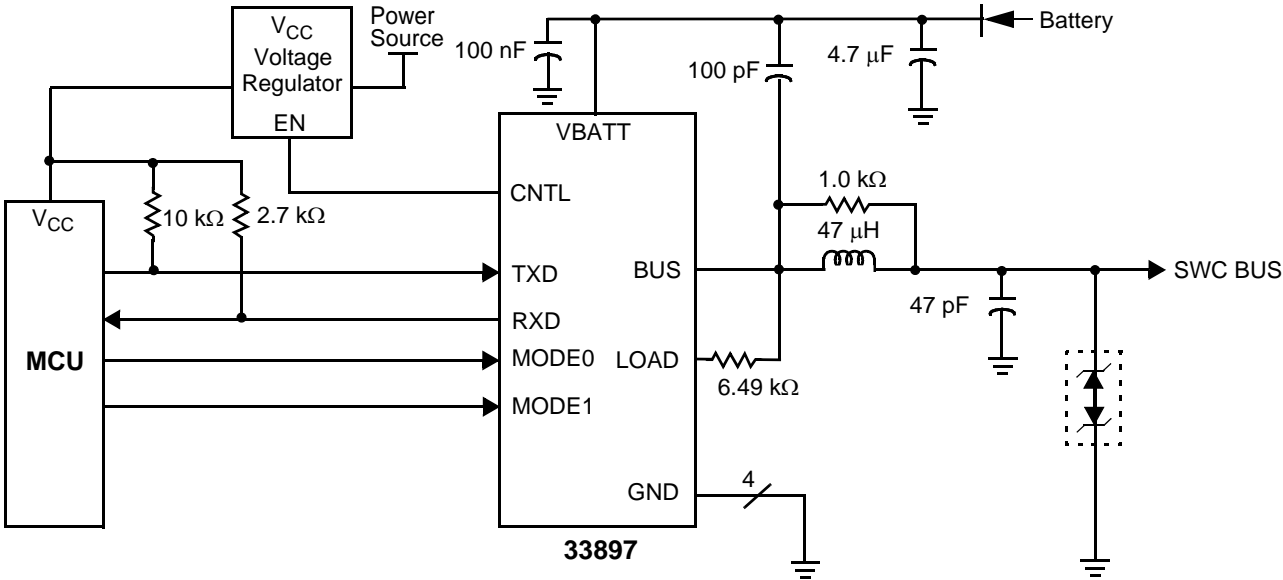 V_CC
Voltage
Regulator
EN
Power
Source
100 nF
100 pF
4.7 μF
Battery
VBATT
CNTL
TXD
RXD
MODE0
MODE1
BUS
LOAD
GND
33897
V_CC
MCU
10 kΩ
2.7 kΩ
1.0 kΩ
47 μH
6.49 kΩ
47 pF
SWC BUS
4